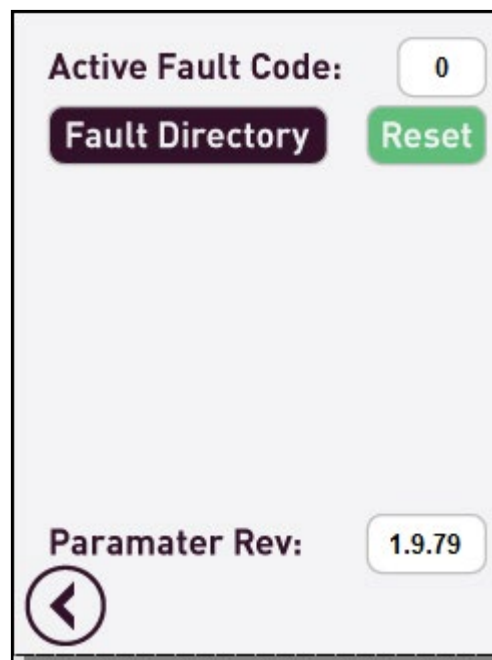 Active Fault Code: 0
Fault Directory Reset
Paramater Rev: 1.9.79